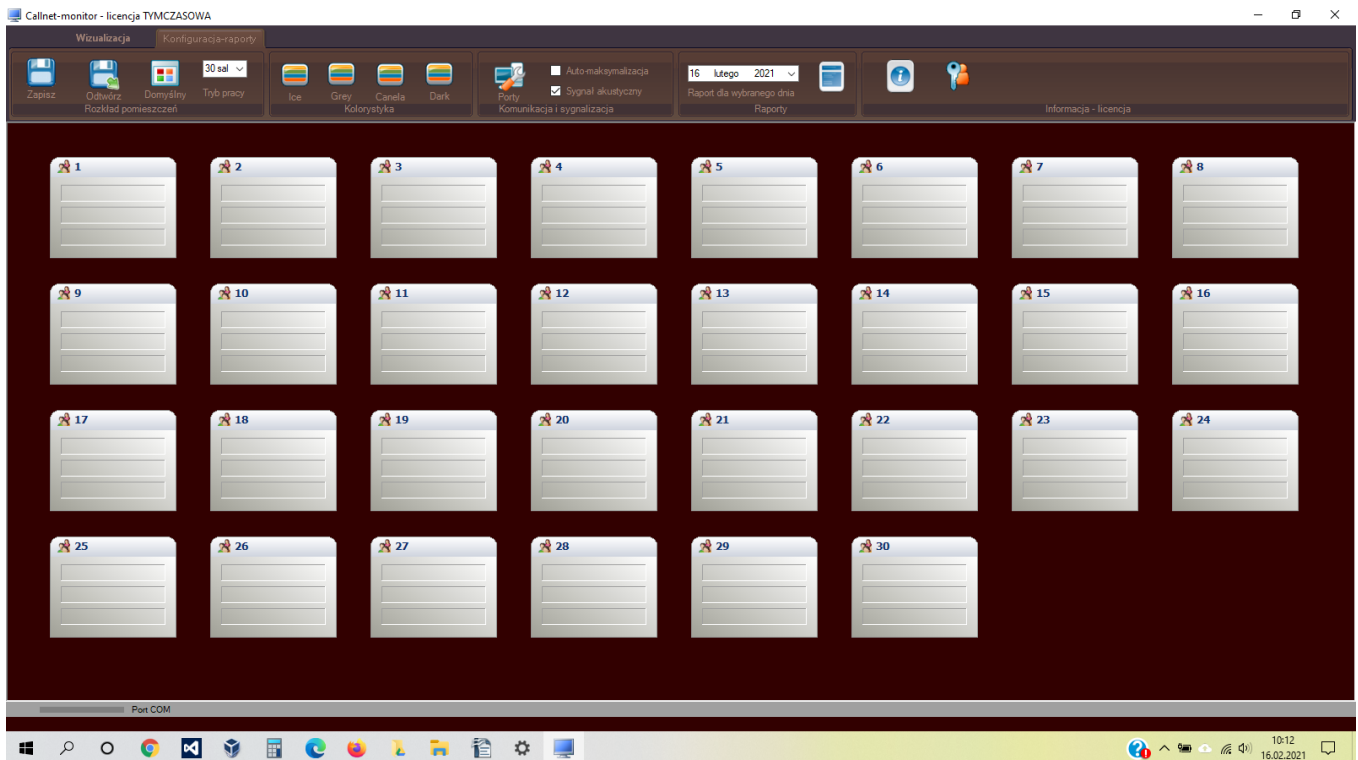 Callnet-monitor - licencja TYMCZASOWA
Wizualizacja Konfiguracja-raporty
30 sal
Zapisz Odtwórz Domyślny Tryb pracy
Rozkład pomieszczeń
Ice Grey Canela Dark
Kolorystyka
Porty
Auto-maksymalizacja
Sygnał akustyczny
Komunikacja i sygnalizacja
16 lutego 2021
Raport dla wybranego dnia
Raporty
Informacja - licencja
1 2 3 4 5 6 7 8
9 10 11 12 13 14 15 16
17 18 19 20 21 22 23 24
25 26 27 28 29 30
Port COM
10:12
16.02.2021